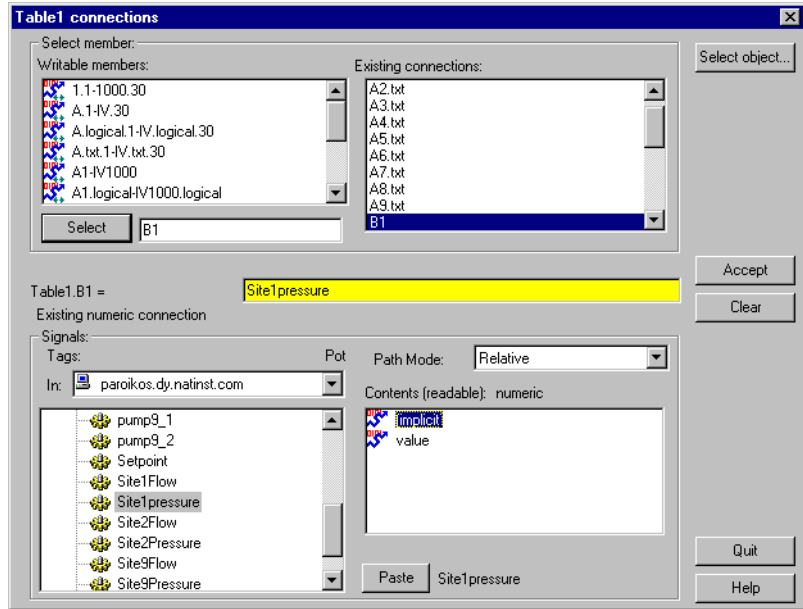 Table1 connections
Select member:
Writable members:
1.1-1000.30
A.1-IV.30
A.logical.1-IV.logical.30
A.txt.1-IV.txt.30
A1-IV1000
A1.logical-IV1000.logical
Select
B1
Existing connections:
A2.txt
A3.txt
A4.txt
A5.txt
A6.txt
A7.txt
A8.txt
A9.txt
B1
Select object...
Table1.B1 =
Site1pressure
Existing numeric connection
Accept
Clear
Signals:
Tags:
Pot
In:
paroikos.dy.natinst.com
pump9_1
pump9_2
Setpoint
Site1Flow
Site1pressure
Site2Flow
Site2Pressure
Site9Flow
Site9Pressure
Path Mode:
Relative
Contents (readable): numeric
implicit
value
Paste
Site1pressure
Quit
Help